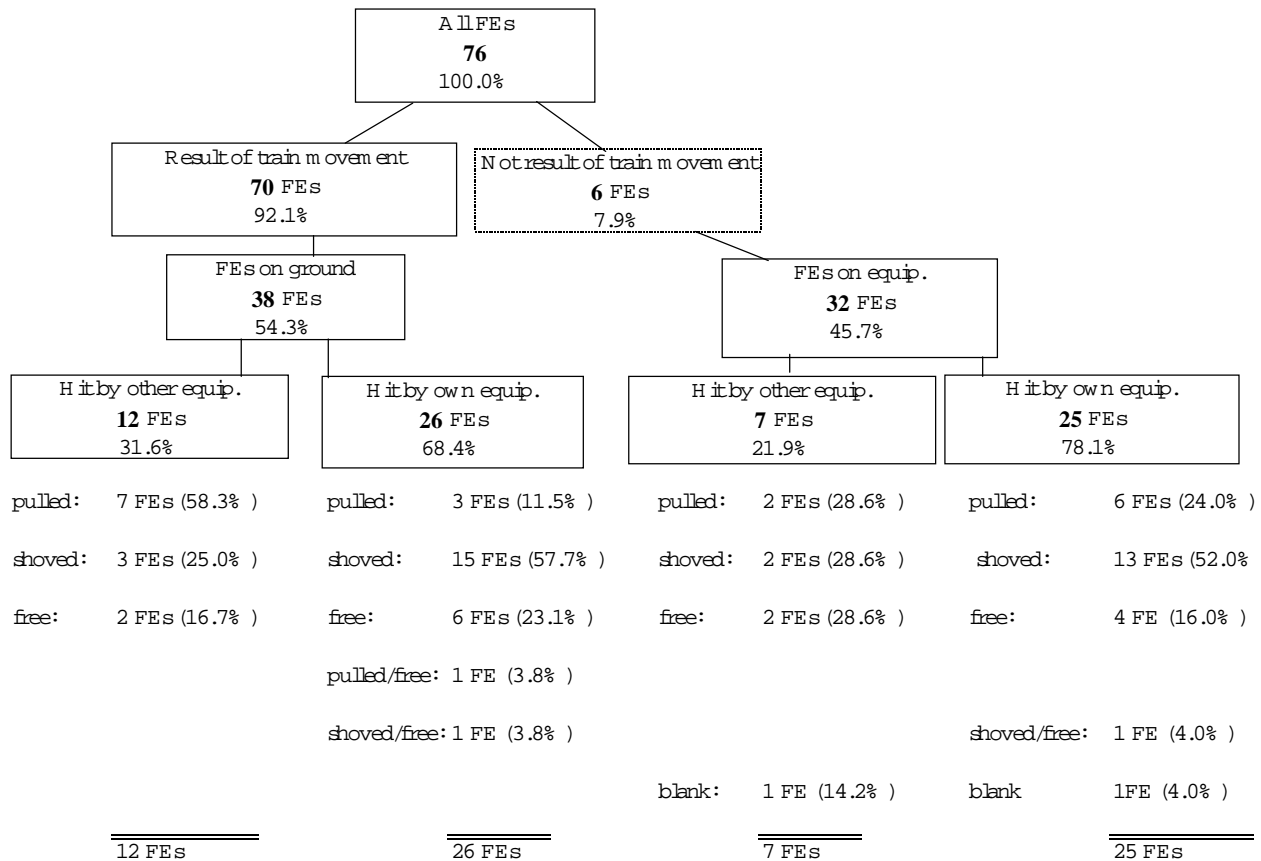 All FEs
76
100.0%
Result of train movement
70 FEs
92.1%
Not result of train movement
6 FEs
7.9%
FEs on ground
38 FEs
54.3%
FEs on equip.
32 FEs
45.7%
Hit by other equip.
12 FEs
31.6%
Hit by own equip.
26 FEs
68.4%
Hit by other equip.
7 FEs
21.9%
Hit by own equip.
25 FEs
78.1%
pulled: 7 FEs (58.3% ) pulled: 3 FEs (11.5% ) pulled: 2 FEs (28.6% ) pulled: 6 FEs (24.0% )
shoved: 3 FEs (25.0% ) shoved: 15 FEs (57.7% ) shoved: 2 FEs (28.6% ) shoved: 13 FEs (52.0%
free: 2 FEs (16.7% ) free: 6 FEs (23.1% ) free: 2 FEs (28.6% ) free: 4 FE (16.0% )
pulled/free: 1 FE (3.8% )
shoved/free: 1 FE (3.8% ) shoved/free: 1 FE (4.0% )
blank: 1 FE (14.2% ) blank 1FE (4.0% )
12 FEs 26 FEs 7 FEs 25 FEs